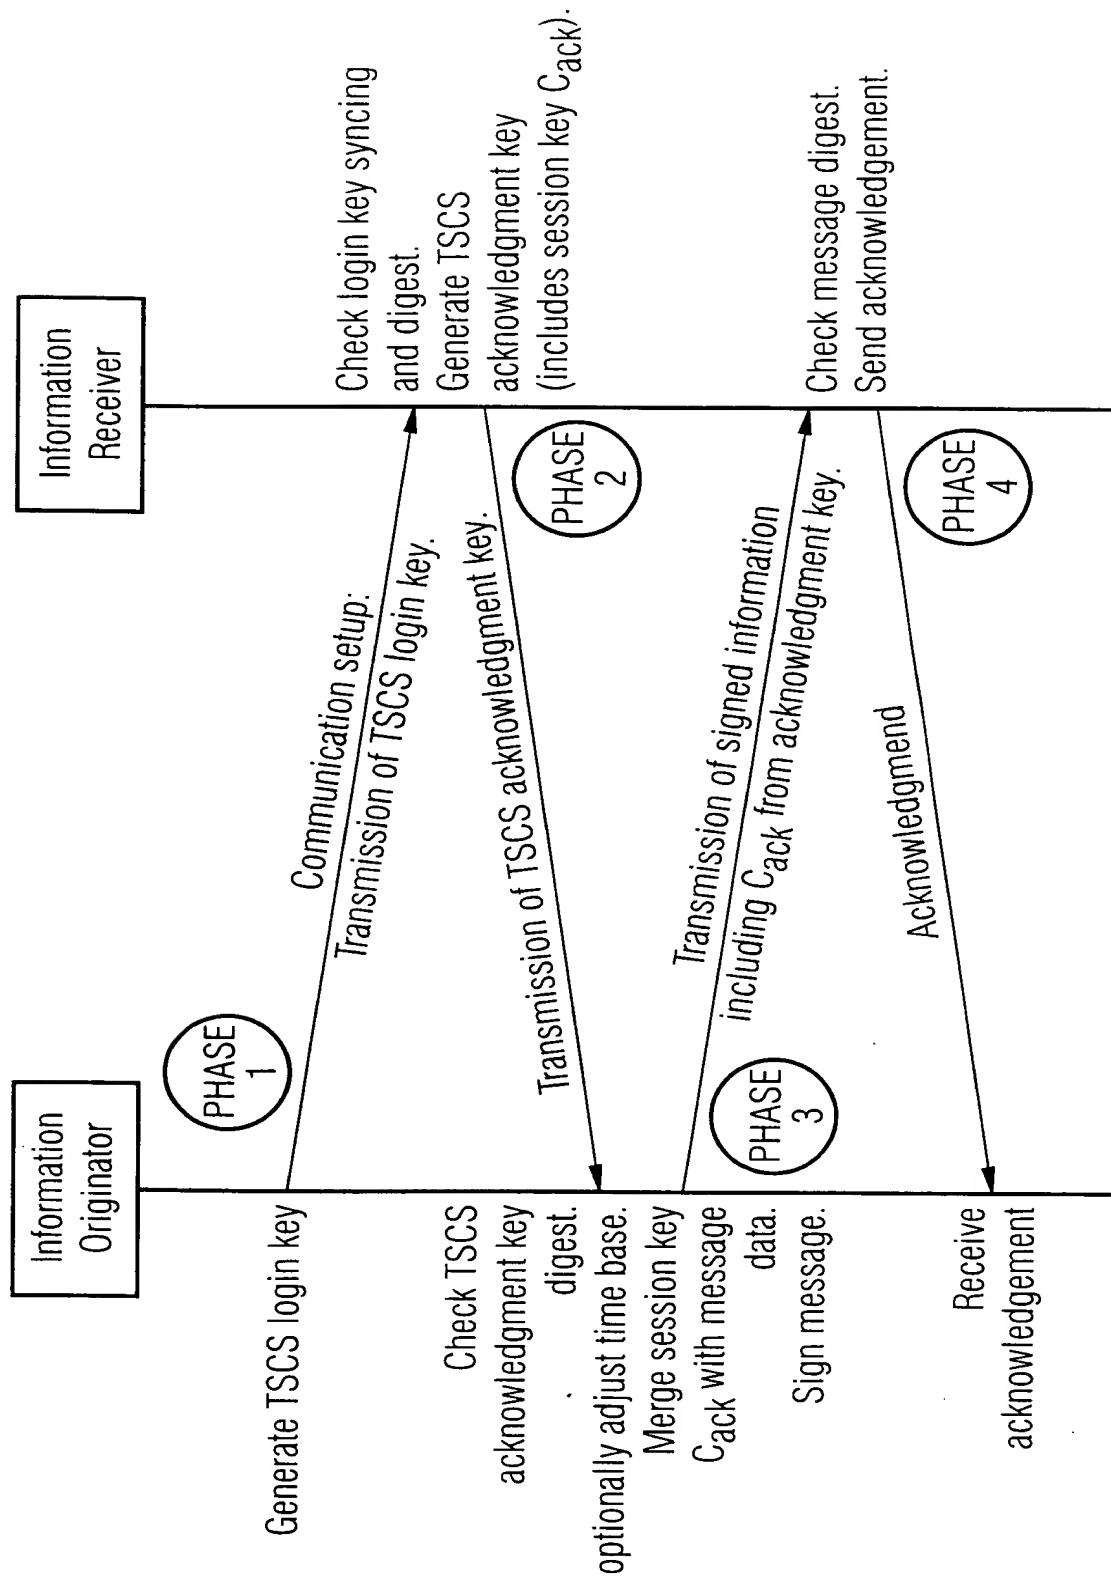 Information
Originator
Information
Receiver
PHASE
1
Generate TSCS login key
Communication setup:
Transmission of TSCS login key.
Check login key syncing
and digest.
Generate TSCS
acknowledgment key
(includes session key Cack).
PHASE
2
Transmission of TSCS acknowledgment key.
Check TSCS
acknowledgment key
digest.
optionally adjust time base.
Merge session key
Cack with message
data.
Sign message.
PHASE
3
Transmission of signed information
including Cack from acknowledgment key.
Check message digest.
Send acknowledgement.
PHASE
4
Acknowledgmend
Receive
acknowledgement